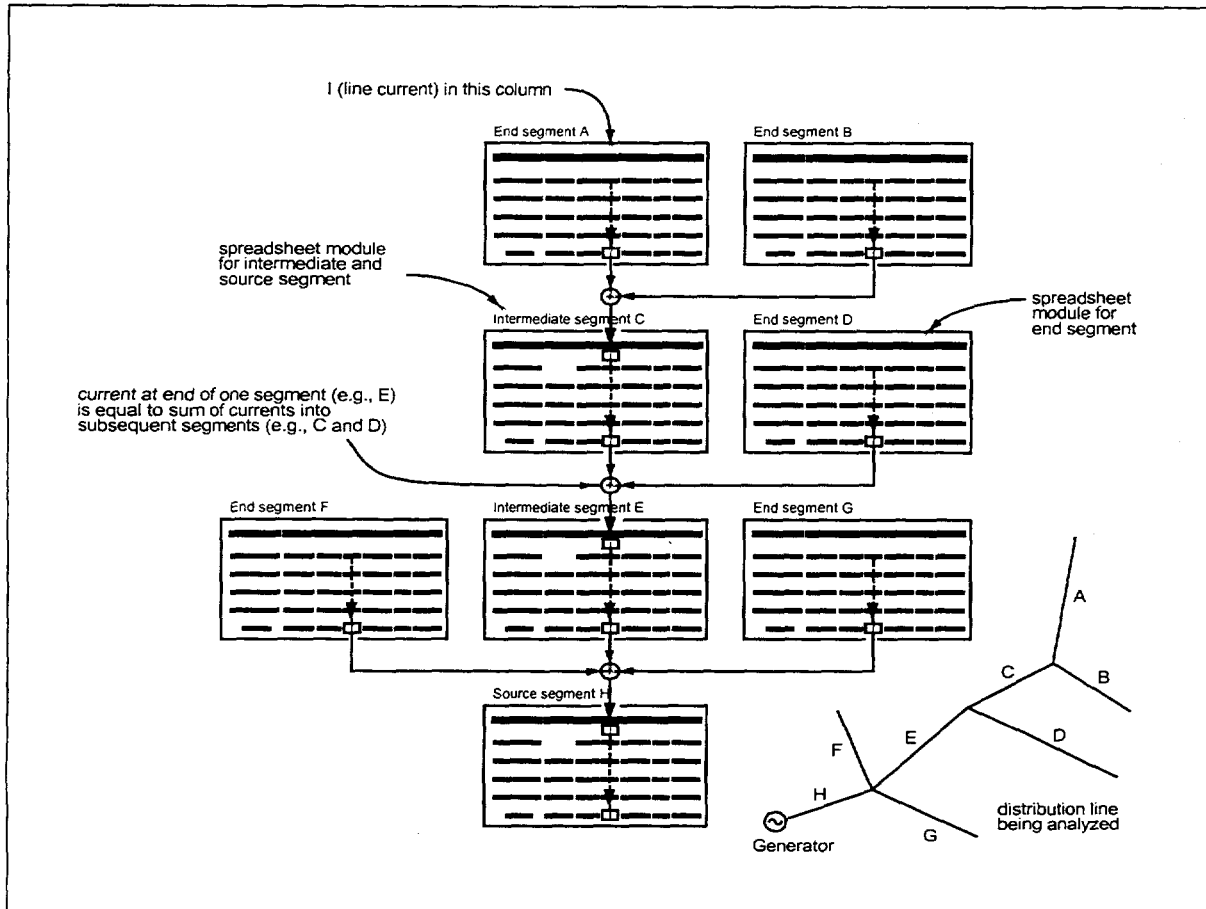 I (line current) in this column
End segment A
End segment B
spreadsheet module
for intermediate and
source segment
Intermediate segment C
End segment D
spreadsheet
module for
end segment
current at end of one segment (e.g., E)
is equal to sum of currents into
subsequent segments (e.g., C and D)
End segment F
Intermediate segment E
End segment G
Source segment H
A
C
B
D
E
F
H
G
Generator
distribution line
being analyzed